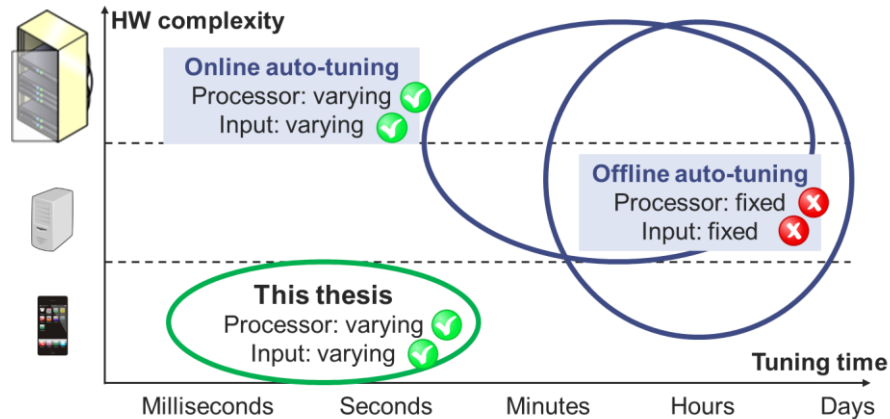 HW complexity
Online auto-tuning
Processor: varying
Input: varying
Offline auto-tuning
Processor: fixed
Input: fixed
This thesis
Processor: varying
Input: varying
Tuning time
Milliseconds Seconds Minutes Hours Days